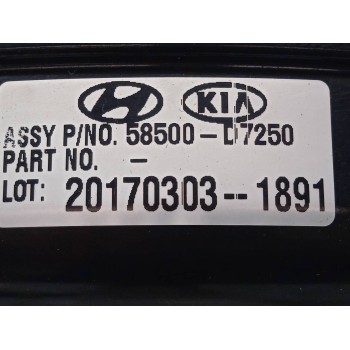 KIA
ASSY P/NO. 58500-D7250
PART NO. -
LOT: 20170303--1891